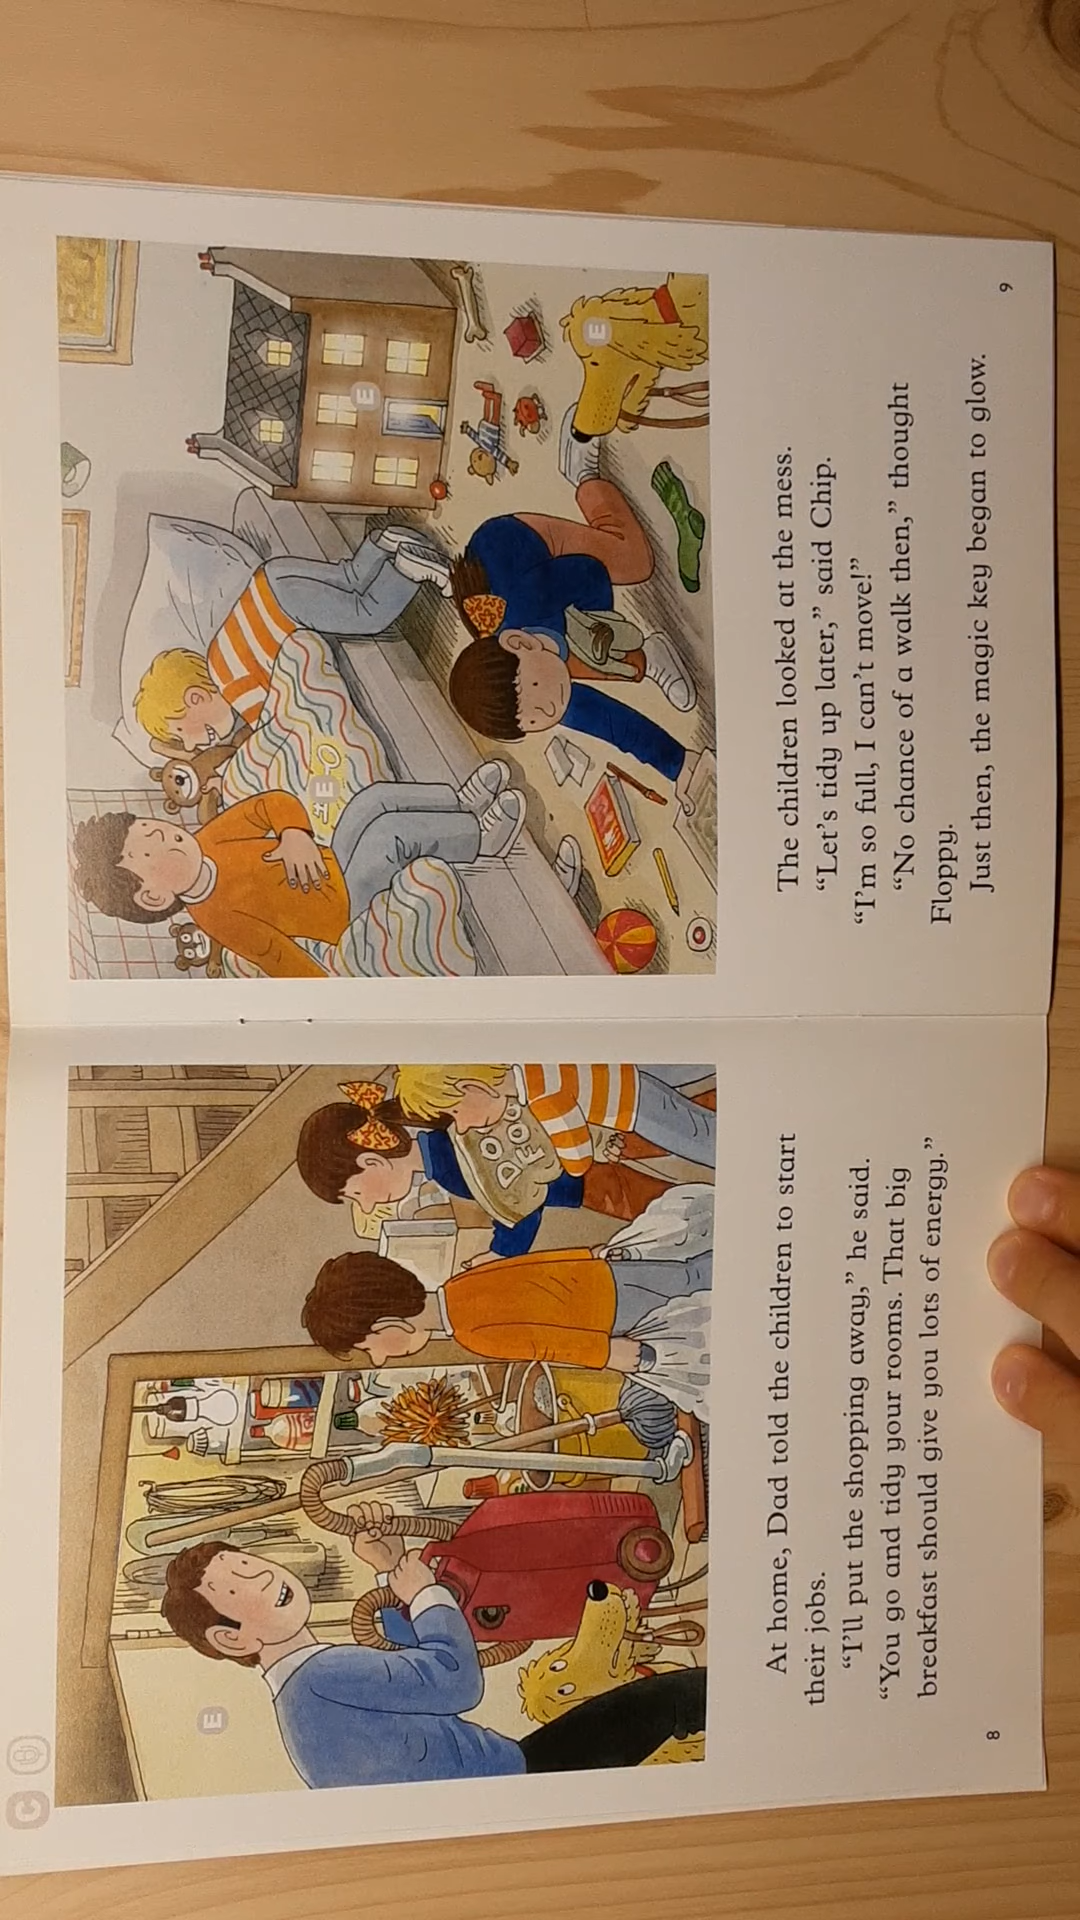 At home, Dad told the children to start
their jobs.
“I’ll put the shopping away,” he said.
“You go and tidy your rooms. That big
breakfast should give you lots of energy.”
8
C
E
DO
DECO
The children looked at the mess.
“Let’s tidy up later,” said Chip.
“I’m so full, I can’t move!”
“No chance of a walk then,” thought
Floppy.
Just then, the magic key began to glow.
9
E
E
E